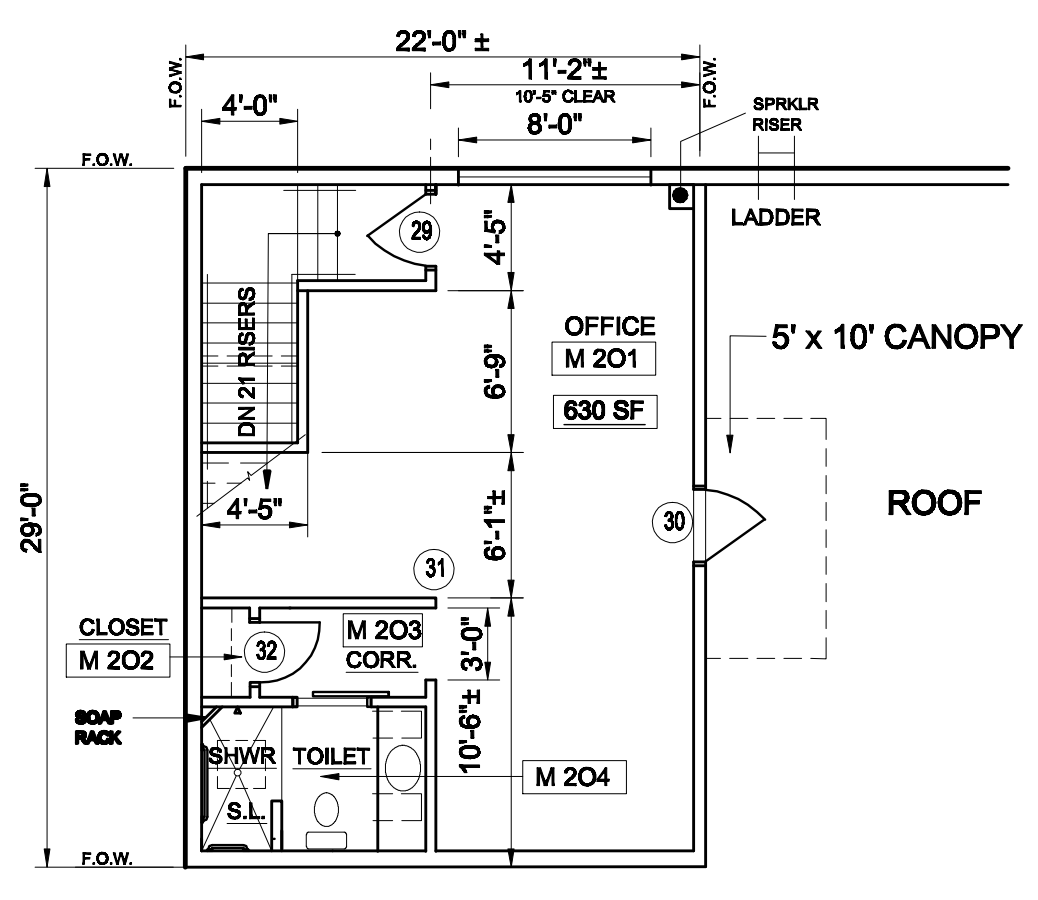 22'-0" ±
11'-2"±
10'-5" CLEAR
8'-0"
4'-0"
F.O.W.
F.O.W.
F.O.W.
SPRKLR
RISER
LADDER
29
4'-5"
DN 21 RISERS
6'-9"
OFFICE
M 2O1
630 SF
5' x 10' CANOPY
ROOF
29'-0"
4'-5"
6'-1"±
30
31
CLOSET
M 2O2
32
M 2O3
CORR.
3'-0"
10'-6"±
SOAP
RACK
SHWR
TOILET
M 2O4
S.L.
F.O.W.